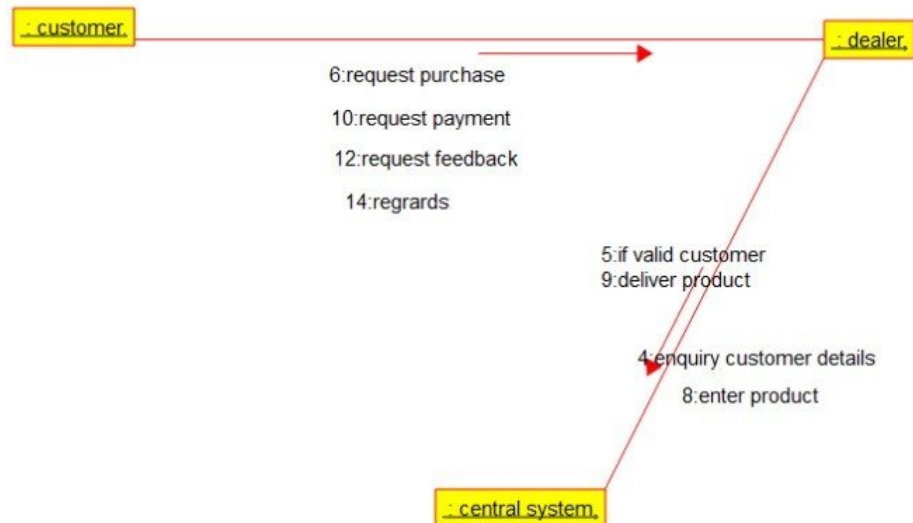 : customer
: dealer
6:request purchase
10:request payment
12:request feedback
14:regrards
5:if valid customer
9:deliver product
4:enquiry customer details
8:enter product
: central system